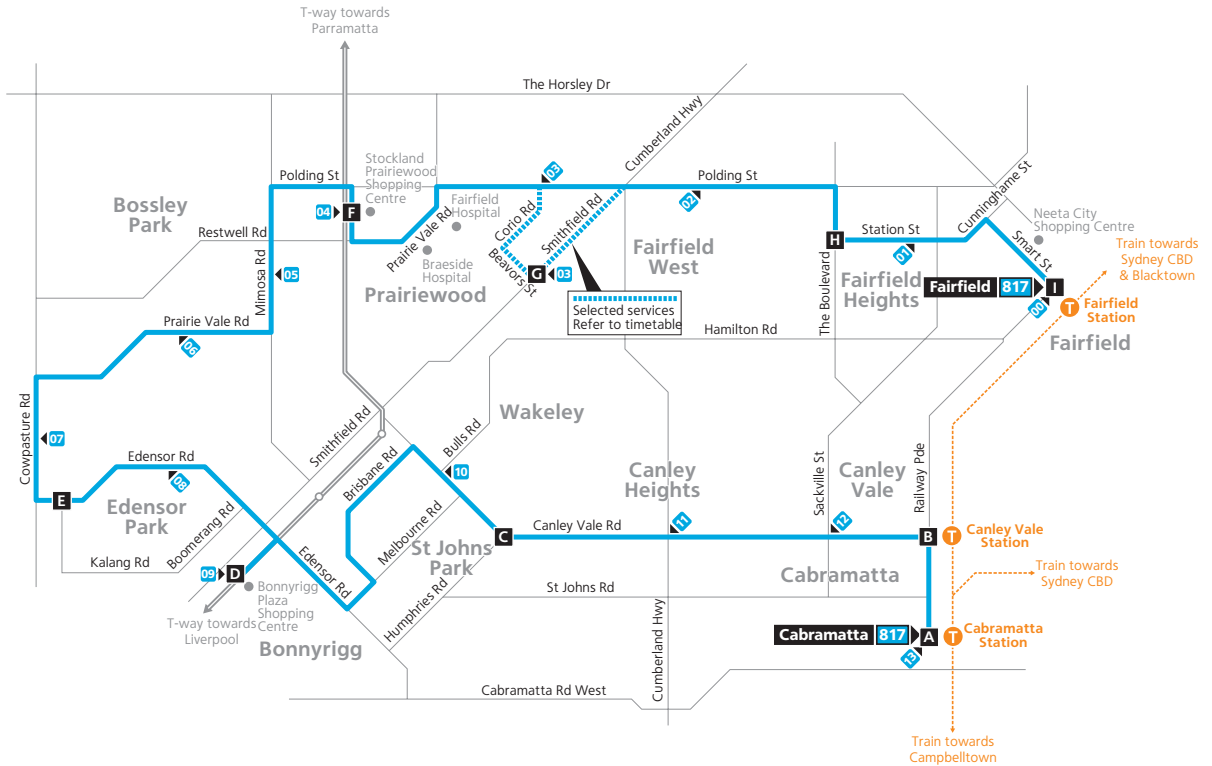 T-way towards
Parramatta
The Horsley Dr
Cumberland Hwy
Stockland
Prairiewood
Shopping
Centre
Polding St
03
Polding St
Cunninghame St
Bossley
Park
04
F
Fairfield
Hospital
Corio Rd
Smithfield Rd
02
Neeta City
Shopping Centre
Restwell Rd
Prairie Vale Rd
Braeside
Hospital
Beavors St
Fairfield
West
H
Station St
01
Smart St
Train towards
Sydney CBD
& Blacktown
Mimosa Rd
05
Prairiewood
G
03
The Boulevard
Fairfield
Heights
Fairfield
817
I
00
Selected services
Refer to timetable
T
Fairfield
Station
Prairie Vale Rd
06
Hamilton Rd
Fairfield
Cowpasture Rd
07
Smithfield Rd
Wakeley
Bulls Rd
Edensor Rd
08
Brisbane Rd
10
Canley
Heights
Sackville St
Canley
Vale
Railway Pde
E
Edensor
Park
Boomerang Rd
Melbourne Rd
C
Canley Vale Rd
11
12
B
T
Canley Vale
Station
St Johns
Park
Kalang Rd
09
D
Edensor Rd
Cabramatta
Train towards
Sydney CBD
Bonnyrigg
Plaza
Shopping
Centre
St Johns Rd
T-way towards
Liverpool
Humphries Rd
Bonnyrigg
Cumberland Hwy
Cabramatta
817
A
13
T
Cabramatta
Station
Cabramatta Rd West
Train towards
Campbelltown